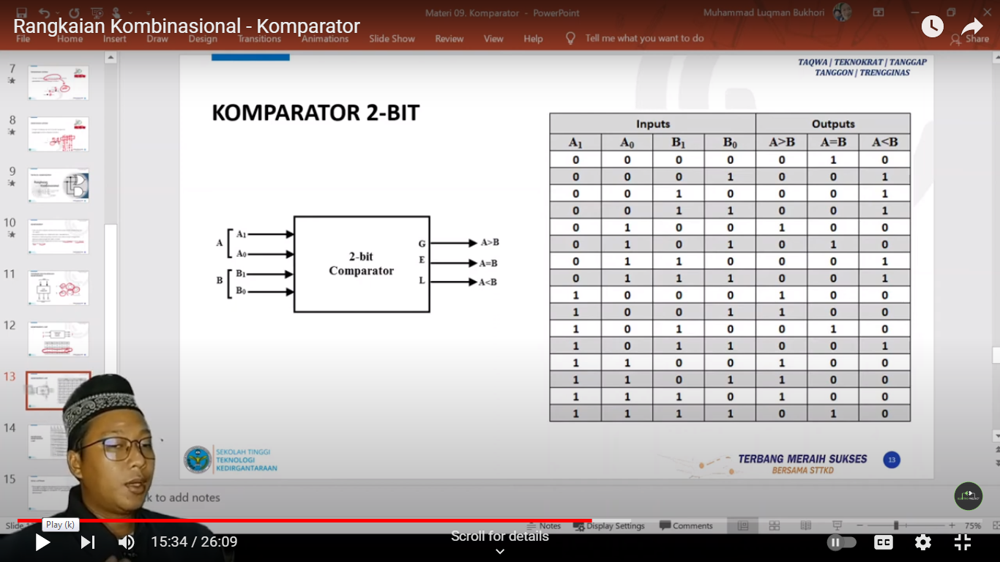 Materi 09. Komparator - PowerPoint
Muhammad Luqman Bukhori
Rangkaian Kombinasional - Komparator
File Home Insert Draw Design Transitions Animations Slide Show Review View Help Tell me what you want to do Share
7
8
9
10
11
12
13
14
15
TAQWA | TEKNOKRAT | TANGGAP
TANGGON | TRENGGINAS
KOMPARATOR 2-BIT
A
A1
A0
B
B1
B0
2-bit
Comparator
G
E
L
A>B
A=B
A<B
Inputs Outputs
A1 A0 B1 B0 A>B A=B A<B
0 0 0 0 0 1 0
0 0 0 1 0 0 1
0 0 1 0 0 0 1
0 0 1 1 0 0 1
0 1 0 0 1 0 0
0 1 0 1 0 1 0
0 1 1 0 0 0 1
0 1 1 1 0 0 1
1 0 0 0 1 0 0
1 0 0 1 1 0 0
1 0 1 0 0 1 0
1 0 1 1 0 0 1
1 1 0 0 1 0 0
1 1 0 1 1 0 0
1 1 1 0 1 0 0
1 1 1 1 0 1 0
SEKOLAH TINGGI
TEKNOLOGI
KEDIRGANTARAAN
TERBANG MERAIH SUKSES
BERSAMA STTKD
13
to add notes
Slide
Play (k)
Notes Display Settings Comments 75%
15:34 / 26:09
Scroll for details
CC